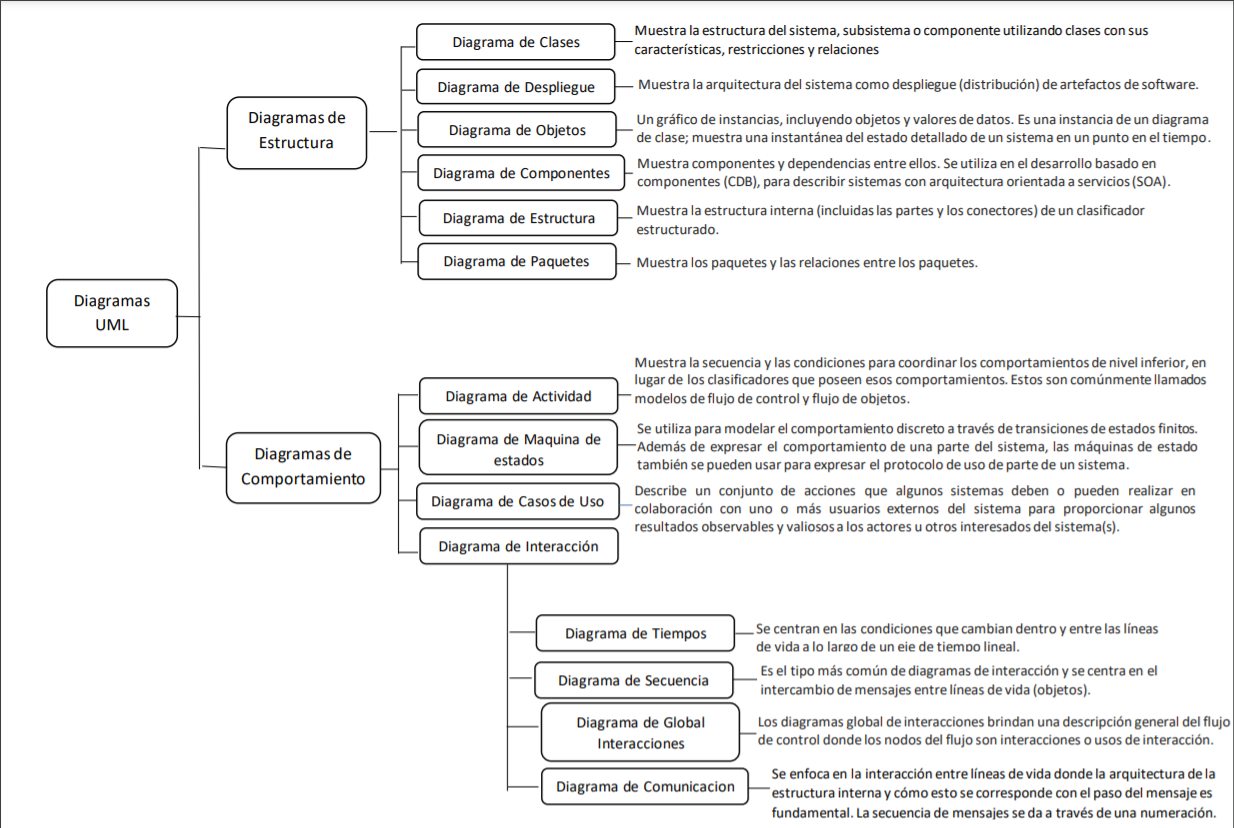 Diagramas
UML
Diagramas de
Estructura
Diagrama de Clases
Muestra la estructura del sistema, subsistema o componente utilizando clases con sus
características, restricciones y relaciones
Diagrama de Despliegue
Muestra la arquitectura del sistema como despliegue (distribución) de artefactos de software.
Diagrama de Objetos
Un gráfico de instancias, incluyendo objetos y valores de datos. Es una instancia de un diagrama
de clase; muestra una instantánea del estado detallado de un sistema en un punto en el tiempo.
Diagrama de Componentes
Muestra componentes y dependencias entre ellos. Se utiliza en el desarrollo basado en
componentes (CDB), para describir sistemas con arquitectura orientada a servicios (SOA).
Diagrama de Estructura
Muestra la estructura interna (incluidas las partes y los conectores) de un clasificador
estructurado.
Diagrama de Paquetes
Muestra los paquetes y las relaciones entre los paquetes.
Diagramas de
Comportamiento
Diagrama de Actividad
Muestra la secuencia y las condiciones para coordinar los comportamientos de nivel inferior, en
lugar de los clasificadores que poseen esos comportamientos. Estos son comúnmente llamados
modelos de flujo de control y flujo de objetos.
Diagrama de Maquina de
estados
Se utiliza para modelar el comportamiento discreto a través de transiciones de estados finitos.
Además de expresar el comportamiento de una parte del sistema, las máquinas de estado
también se pueden usar para expresar el protocolo de uso de parte de un sistema.
Diagrama de Casos de Uso
Describe un conjunto de acciones que algunos sistemas deben o pueden realizar en
colaboración con uno o más usuarios externos del sistema para proporcionar algunos
resultados observables y valiosos a los actores u otros interesados del sistema(s).
Diagrama de Interacción
Diagrama de Tiempos
Se centran en las condiciones que cambian dentro y entre las líneas
de vida a lo largo de un eje de tiempo lineal.
Diagrama de Secuencia
Es el tipo más común de diagramas de interacción y se centra en el
intercambio de mensajes entre líneas de vida (objetos).
Diagrama de Global
Interacciones
Los diagramas global de interacciones brindan una descripción general del flujo
de control donde los nodos del flujo son interacciones o usos de interacción.
Diagrama de Comunicacion
Se enfoca en la interacción entre líneas de vida donde la arquitectura de la
estructura interna y cómo esto se corresponde con el paso del mensaje es
fundamental. La secuencia de mensajes se da a través de una numeración.